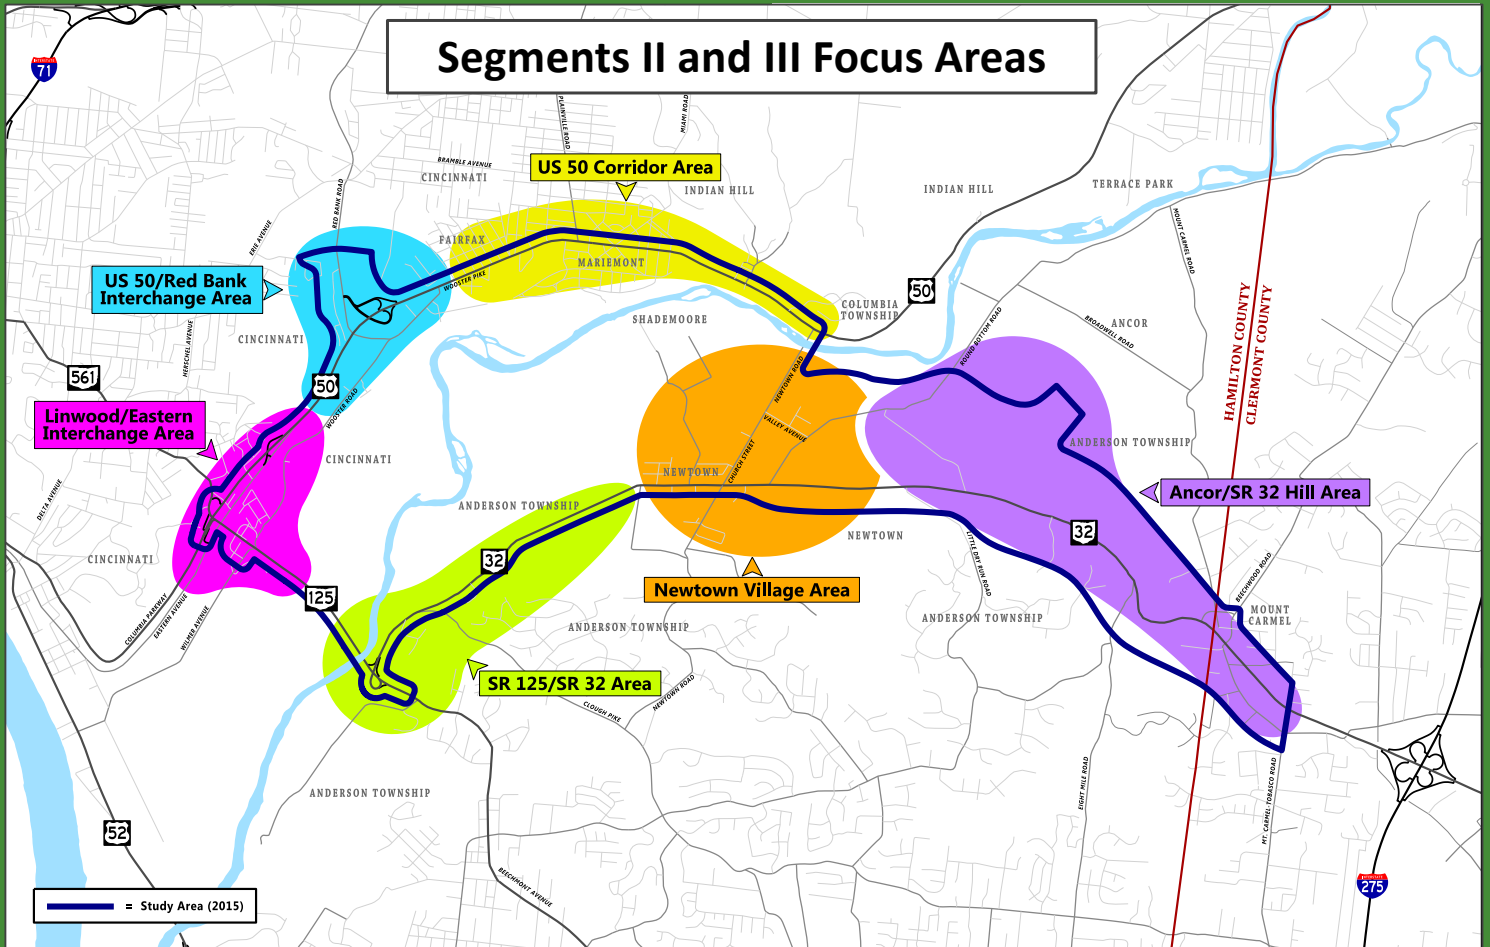 Segments II and III Focus Areas
71
PLAINVILLE ROAD
MIAMI ROAD
BRAMBLE AVENUE
CINCINNATI
US 50 Corridor Area
INDIAN HILL
INDIAN HILL
TERRACE PARK
RED BANK ROAD
ERIE AVENUE
MOUNT CARMEL ROAD
FAIRFAX
MARIEMONT
WOOSTER PIKE
US 50/Red Bank
Interchange Area
50
COLUMBIA
TOWNSHIP
SHADEMOORE
ANCOR
BROADWELL ROAD
ROUND BOTTOM ROAD
HAMILTON COUNTY
CLERMONT COUNTY
CINCINNATI
HERSCHEL AVENUE
561
50
WOOSTER ROAD
NEWTOWN ROAD
Linwood/Eastern
Interchange Area
VALLEY AVENUE
CHURCH STREET
ANDERSON TOWNSHIP
CINCINNATI
NEWTOWN
DELTA AVENUE
ANDERSON TOWNSHIP
Ancor/SR 32 Hill Area
32
NEWTOWN
CINCINNATI
32
LITTLE DRY RUN ROAD
BEECHWOOD ROAD
Newtown Village Area
125
COLUMBIA PARKWAY
EASTERN AVENUE
WILMER AVENUE
ANDERSON TOWNSHIP
ANDERSON TOWNSHIP
MOUNT
CARMEL
SR 125/SR 32 Area
NEWTOWN ROAD
CLOUGH PIKE
EIGHT MILE ROAD
MT. CARMEL-TOBASCO ROAD
ANDERSON TOWNSHIP
52
BEECHMONT AVENUE
275
= Study Area (2015)